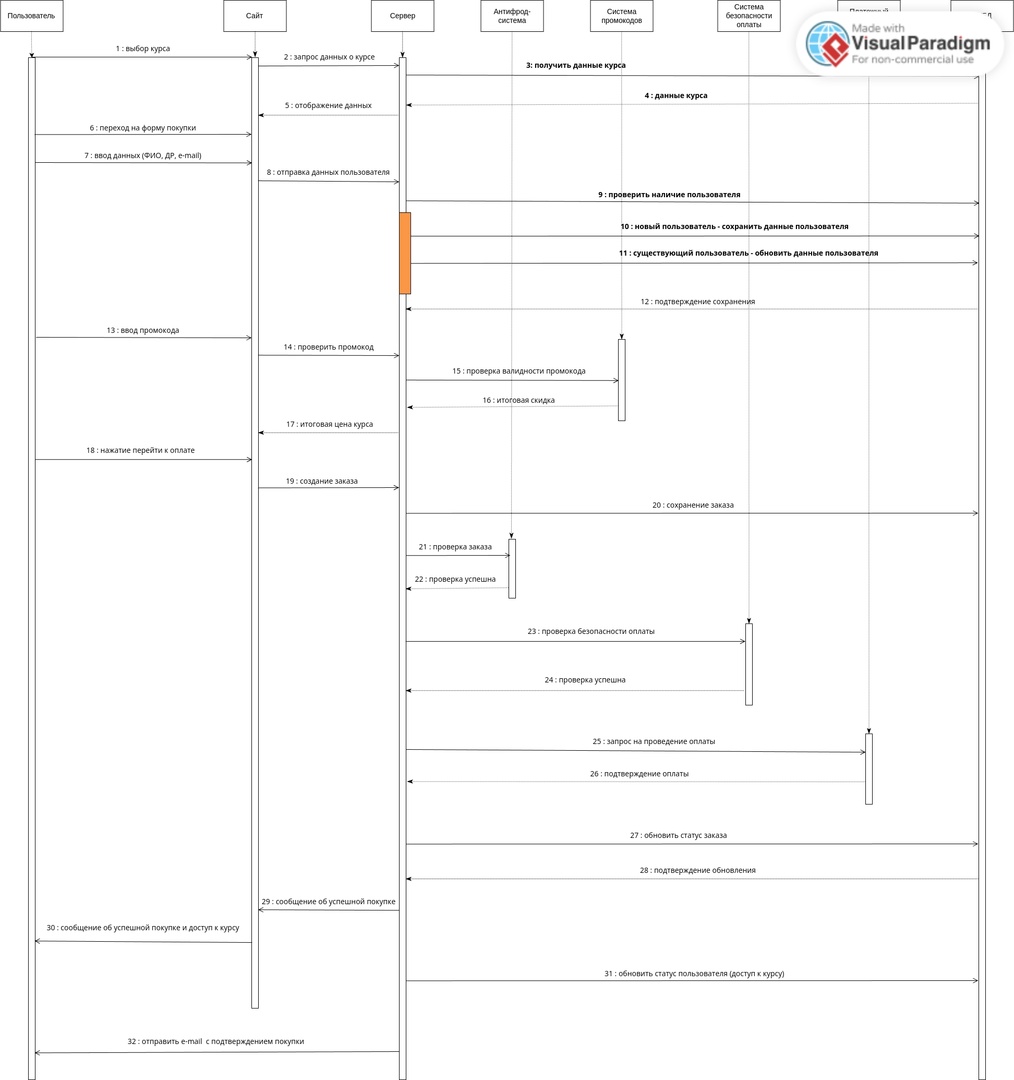 Пользователь
Сайт
Сервер
Антифрод-
система
Система
промокодов
Система
безопасности
оплаты
Made with
Visual Paradigm
For non-commercial use
1 : выбор курса
2 : запрос данных о курсе
3: получить данные курса
4 : данные курса
5 : отображение данных
6 : переход на форму покупки
7 : ввод данных (ФИО, ДР, e-mail)
8 : отправка данных пользователя
9 : проверить наличие пользователя
10 : новый пользователь - сохранить данные пользователя
11 : существующий пользователь - обновить данные пользователя
12 : подтверждение сохранения
13 : ввод промокода
14 : проверить промокод
15 : проверка валидности промокода
16 : итоговая скидка
17 : итоговая цена курса
18 : нажатие перейти к оплате
19 : создание заказа
20 : сохранение заказа
21 : проверка заказа
22 : проверка успешна
23 : проверка безопасности оплаты
24 : проверка успешна
25 : запрос на проведение оплаты
26 : подтверждение оплаты
27 : обновить статус заказа
28 : подтверждение обновления
29 : сообщение об успешной покупке
30 : сообщение об успешной покупке и доступ к курсу
31 : обновить статус пользователя (доступ к курсу)
32 : отправить e-mail с подтверждением покупки